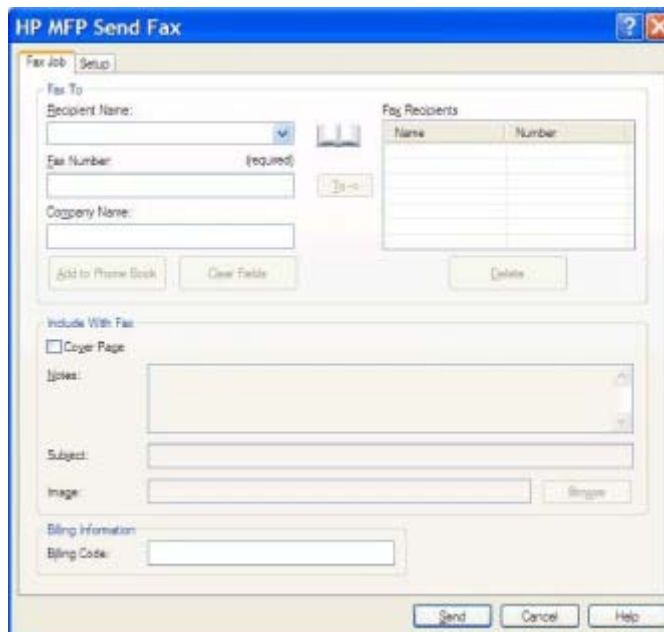 HP MFP Send Fax
Fax Job Setup
Fax To
Recipient Name:
Fax Recipients
Name Number
Fax Number: (required)
To ->
Company Name:
Add to Phone Book Clear Fields Delete
Include With Fax
Cover Page
Notes:
Subject:
Image: Browse
Billing Information
Billing Code:
Send Cancel Help